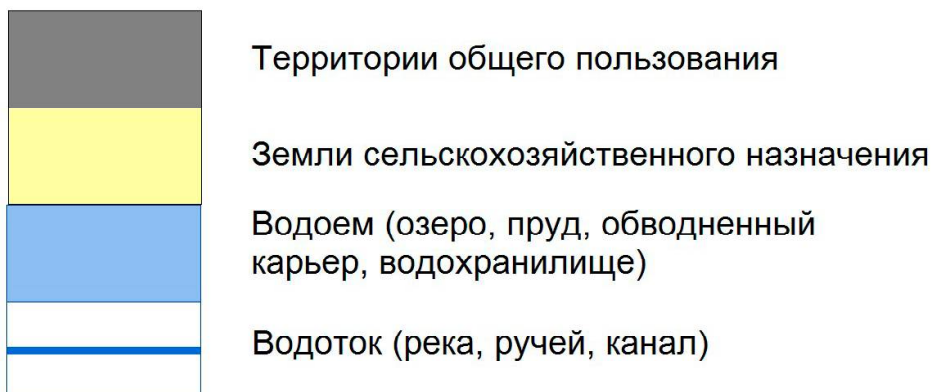 Территории общего пользования
Земли сельскохозяйственного назначения
Водоем (озеро, пруд, обводненный
карьер, водохранилище)
Водоток (река, ручей, канал)